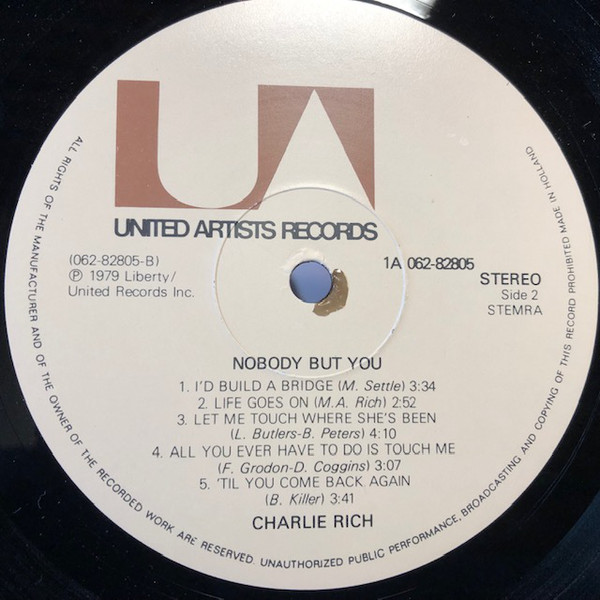 UA
UNITED ARTISTS RECORDS
(062-82805-B)
℗ 1979 Liberty/
United Records Inc.
1A 062-82805
STEREO
Side 2
STEMRA
NOBODY BUT YOU
1. I'D BUILD A BRIDGE (M. Settle) 3:34
2. LIFE GOES ON (M.A. Rich) 2:52
3. LET ME TOUCH WHERE SHE'S BEEN
(L. Butlers-B. Peters) 4:10
4. ALL YOU EVER HAVE TO DO IS TOUCH ME
(F. Grodon-D. Coggins) 3:07
5. 'TIL YOU COME BACK AGAIN
(B. Killer) 3:41
CHARLIE RICH
ALL RIGHTS OF THE MANUFACTURER AND OF THE OWNER OF THE RECORDED WORK ARE RESERVED. UNAUTHORIZED PUBLIC PERFORMANCE, BROADCASTING AND COPYING OF THIS RECORD PROHIBITED MADE IN HOLLAND